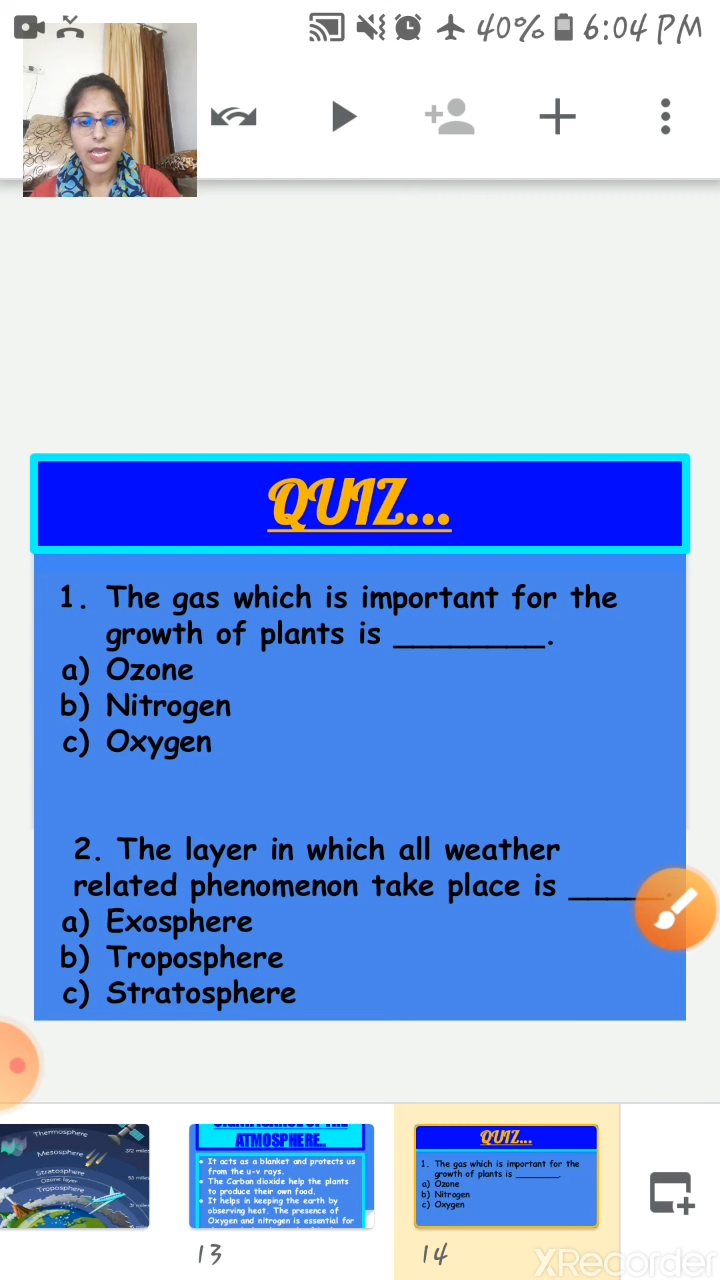 40% 6:04 PM
QUIZ...
1. The gas which is important for the
growth of plants is ________.
a) Ozone
b) Nitrogen
c) Oxygen
2. The layer in which all weather
related phenomenon take place is _____
a) Exosphere
b) Troposphere
c) Stratosphere
Thermosphere
Mesosphere
Stratosphere
Ozone layer
Troposphere
ATMOSPHERE..
It acts as a blanket and protects us
from the u-v rays.
The Carbon dioxide help the plants
to produce their own food.
It helps in keeping the earth by
observing heat. The presence of
Oxygen and nitrogen is essential for
13
QUIZ...
1. The gas which is important for the
growth of plants is ________.
a) Ozone
b) Nitrogen
c) Oxygen
14
XRecorder